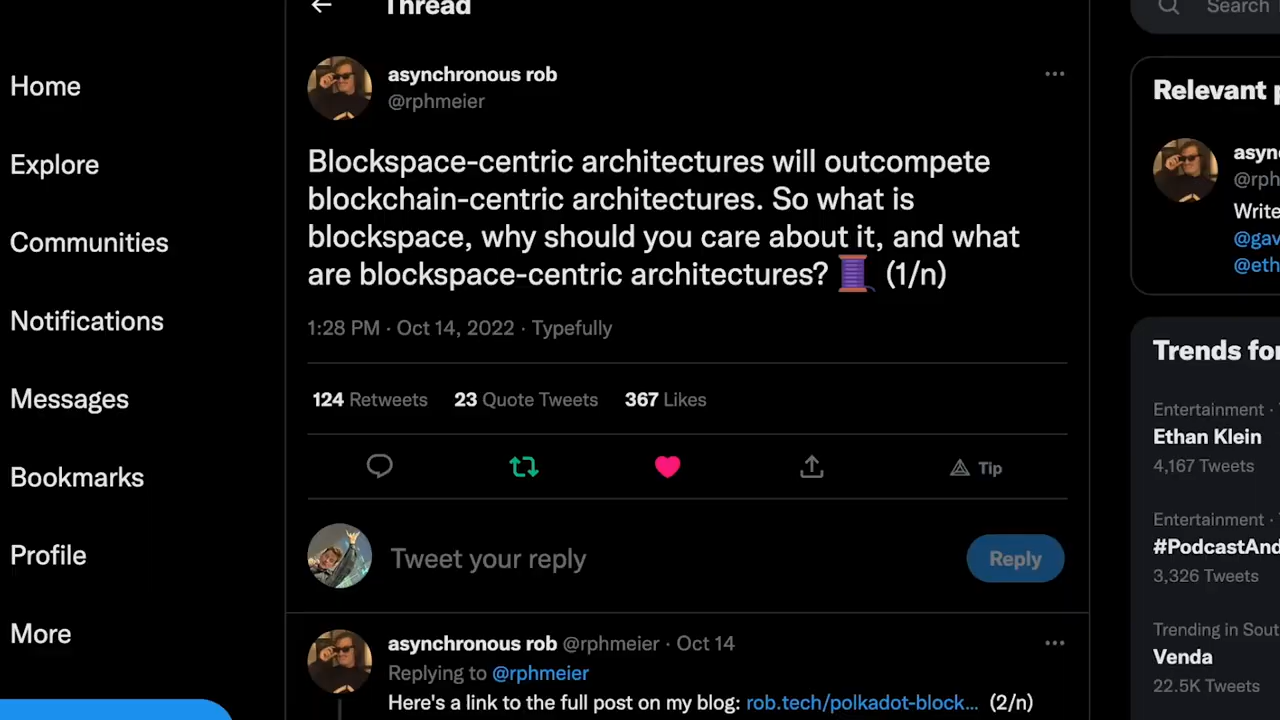 Thread
Search
Home
Explore
Communities
Notifications
Messages
Bookmarks
Profile
More
asynchronous rob
@rphmeier
Blockspace-centric architectures will outcompete
blockchain-centric architectures. So what is
blockspace, why should you care about it, and what
are blockspace-centric architectures? 🧵 (1/n)
1:28 PM · Oct 14, 2022 · Typefully
124 Retweets 23 Quote Tweets 367 Likes
Tip
Tweet your reply
Reply
asynchronous rob @rphmeier · Oct 14
Replying to @rphmeier
Here's a link to the full post on my blog: rob.tech/polkadot-block... (2/n)
Relevant p
asyn
@rph
Write
@gav
@eth
Trends for
Entertainment ·
Ethan Klein
4,167 Tweets
Entertainment ·
#PodcastAnd
3,326 Tweets
Trending in Sout
Venda
22.5K Tweets